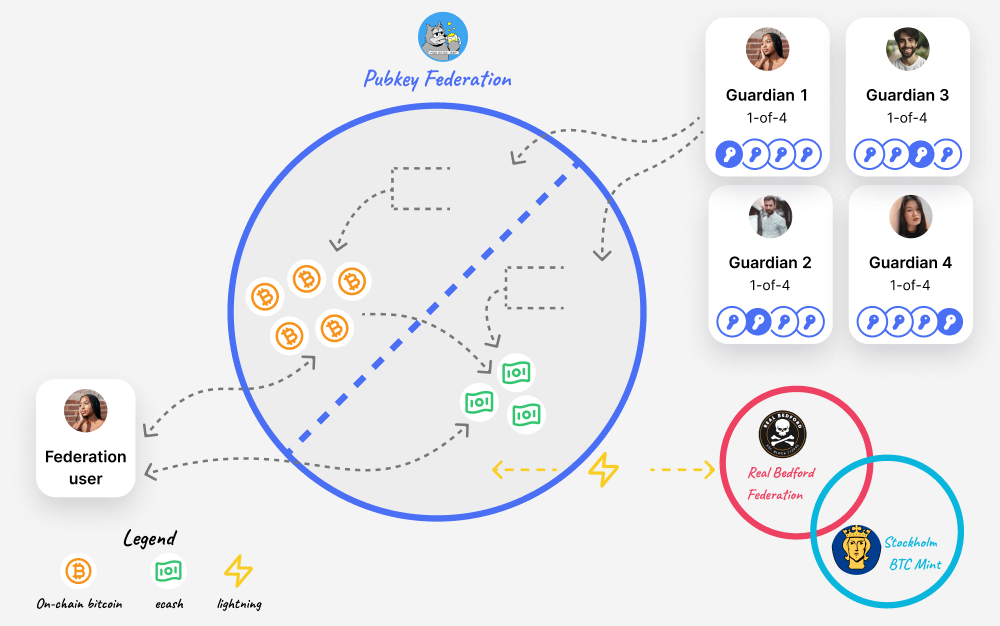 Pubkey Federation
Guardian 1
1-of-4
Guardian 3
1-of-4
Guardian 2
1-of-4
Guardian 4
1-of-4
Federation
user
REAL BEDFORD
Real Bedford
Federation
Stockholm
BTC Mint
Legend
On-chain bitcoin
ecash
lightning